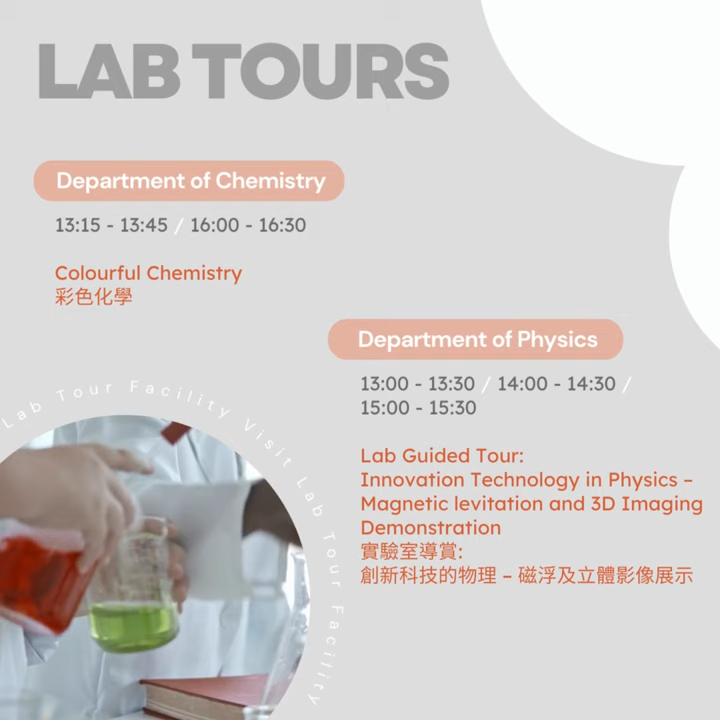 LAB TOURS
Department of Chemistry
13:15 - 13:45 / 16:00 - 16:30
Colourful Chemistry
彩色化學
Department of Physics
13:00 - 13:30 / 14:00 - 14:30 /
15:00 - 15:30
Lab Guided Tour:
Innovation Technology in Physics –
Magnetic levitation and 3D Imaging
Demonstration
實驗室導賞:
創新科技的物理 – 磁浮及立體影像展示
Lab Tour Facility Visit Lab Tour Facility